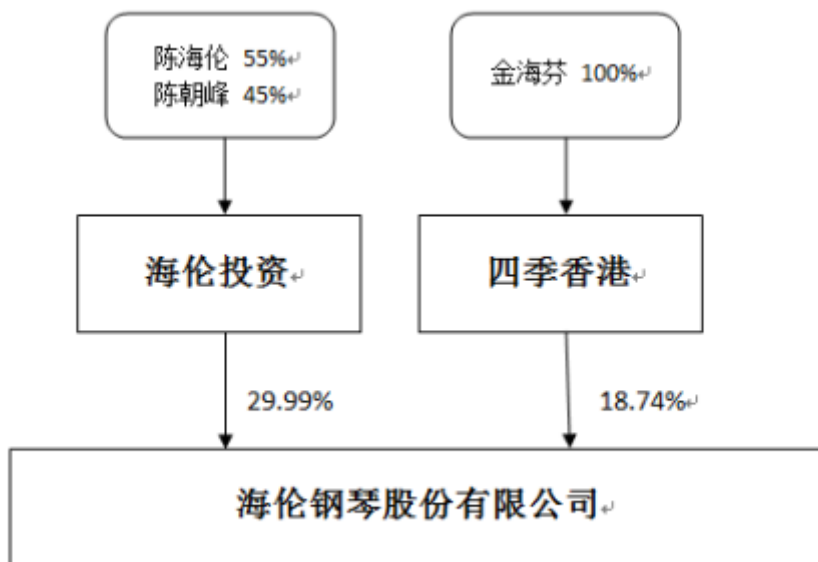 陈海伦 55%
陈朝峰 45%
金海芬 100%
海伦投资
四季香港
29.99%
18.74%
海伦钢琴股份有限公司